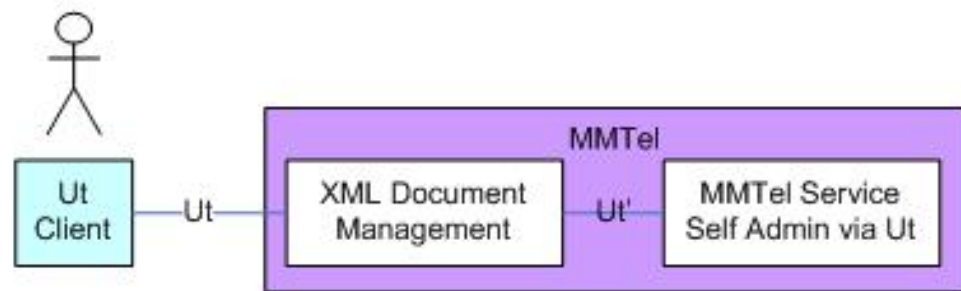 MMTel
Ut
Client
Ut
XML Document
Management
Ut'
MMTel Service
Self Admin via Ut